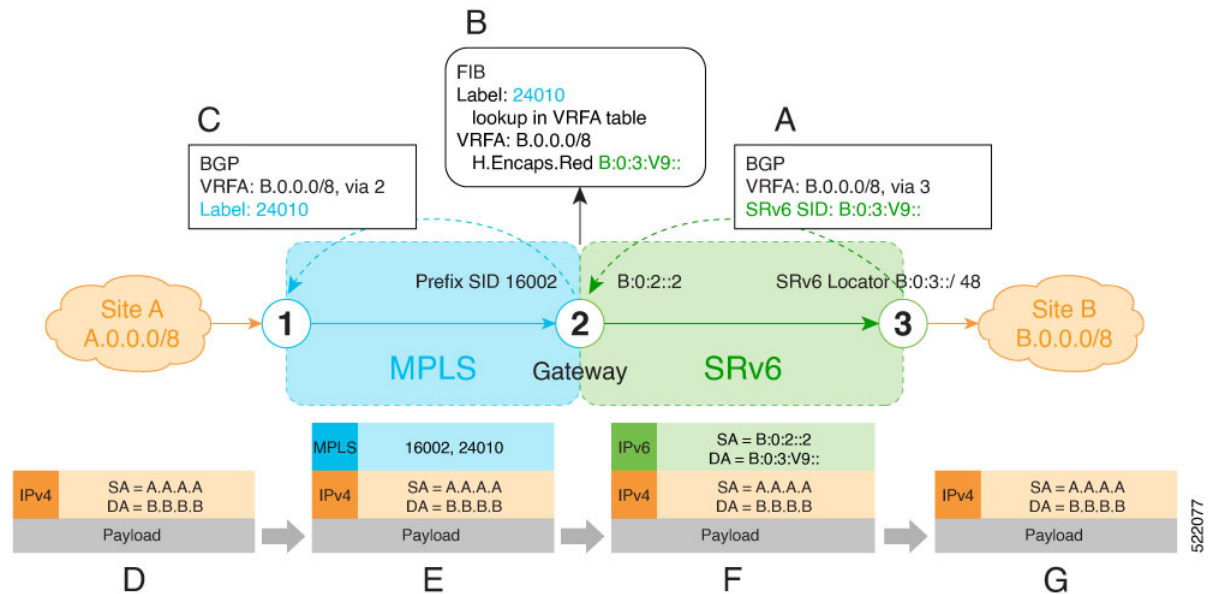 B
FIB
Label: 24010
lookup in VRFA table
VRFA: B.0.0.0/8
H.Encaps.Red B:0:3:V9::
C
BGP
VRFA: B.0.0.0/8, via 2
Label: 24010
A
BGP
VRFA: B.0.0.0/8, via 3
SRv6 SID: B:0:3:V9::
Prefix SID 16002
B:0:2::2
SRv6 Locator B:0:3::/ 48
Site A
A.0.0.0/8
1
2
3
Site B
B.0.0.0/8
MPLS
Gateway
SRv6
IPv4
SA = A.A.A.A
DA = B.B.B.B
Payload
D
MPLS
16002, 24010
IPv4
SA = A.A.A.A
DA = B.B.B.B
Payload
E
IPv6
SA = B:0:2::2
DA = B:0:3:V9::
IPv4
SA = A.A.A.A
DA = B.B.B.B
Payload
F
IPv4
SA = A.A.A.A
DA = B.B.B.B
Payload
G
522077